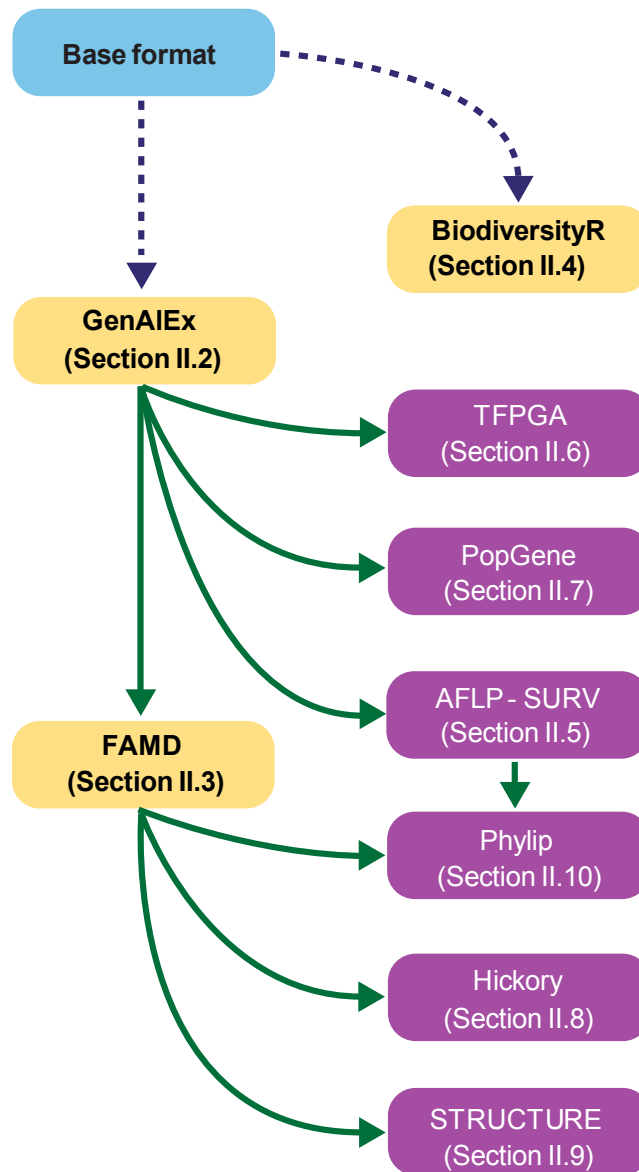 Base format
BiodiversityR
(Section II.4)
GenAlEx
(Section II.2)
TFPGA
(Section II.6)
PopGene
(Section II.7)
AFLP - SURV
(Section II.5)
FAMD
(Section II.3)
Phylip
(Section II.10)
Hickory
(Section II.8)
STRUCTURE
(Section II.9)